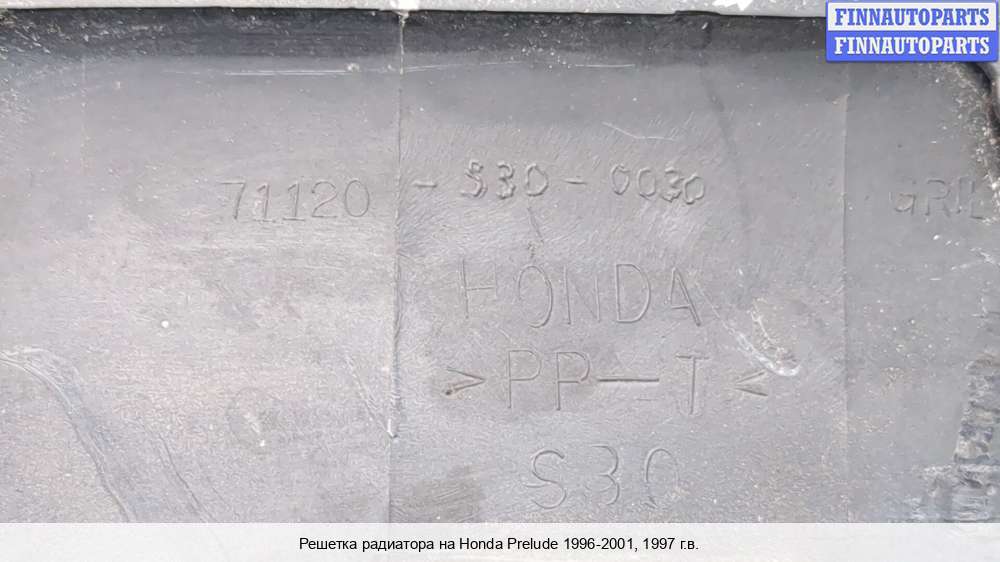 FINNAUTOPARTS
FINNAUTOPARTS
71120 - S30 - 0030
HONDA
>PP-T<
S30
Решетка радиатора на Honda Prelude 1996-2001, 1997 г.в.